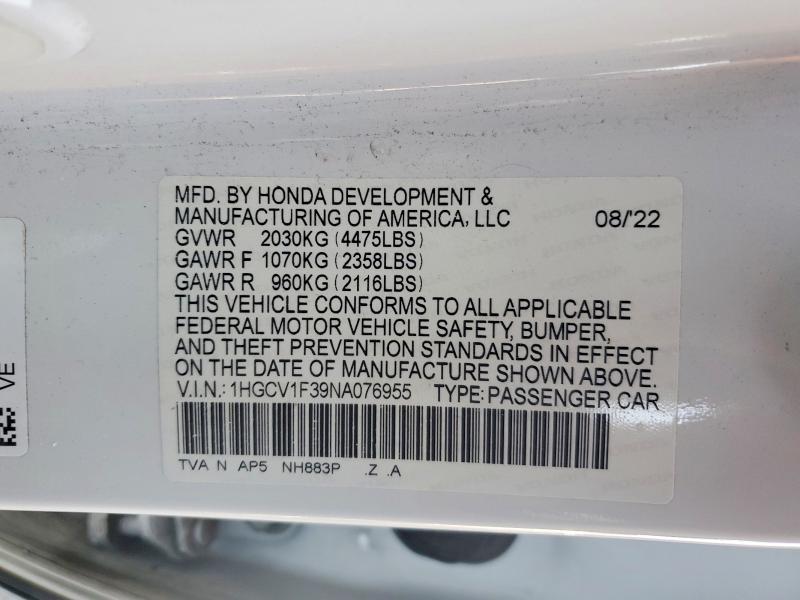 MFD. BY HONDA DEVELOPMENT &
MANUFACTURING OF AMERICA, LLC 08/'22
GVWR 2030KG (4475LBS)
GAWR F 1070KG (2358LBS)
GAWR R 960KG (2116LBS)
THIS VEHICLE CONFORMS TO ALL APPLICABLE
FEDERAL MOTOR VEHICLE SAFETY, BUMPER,
AND THEFT PREVENTION STANDARDS IN EFFECT
ON THE DATE OF MANUFACTURE SHOWN ABOVE.
V.I.N.: 1HGCV1F39NA076955 TYPE: PASSENGER CAR
TVA N AP5 NH883P .Z .A
VE